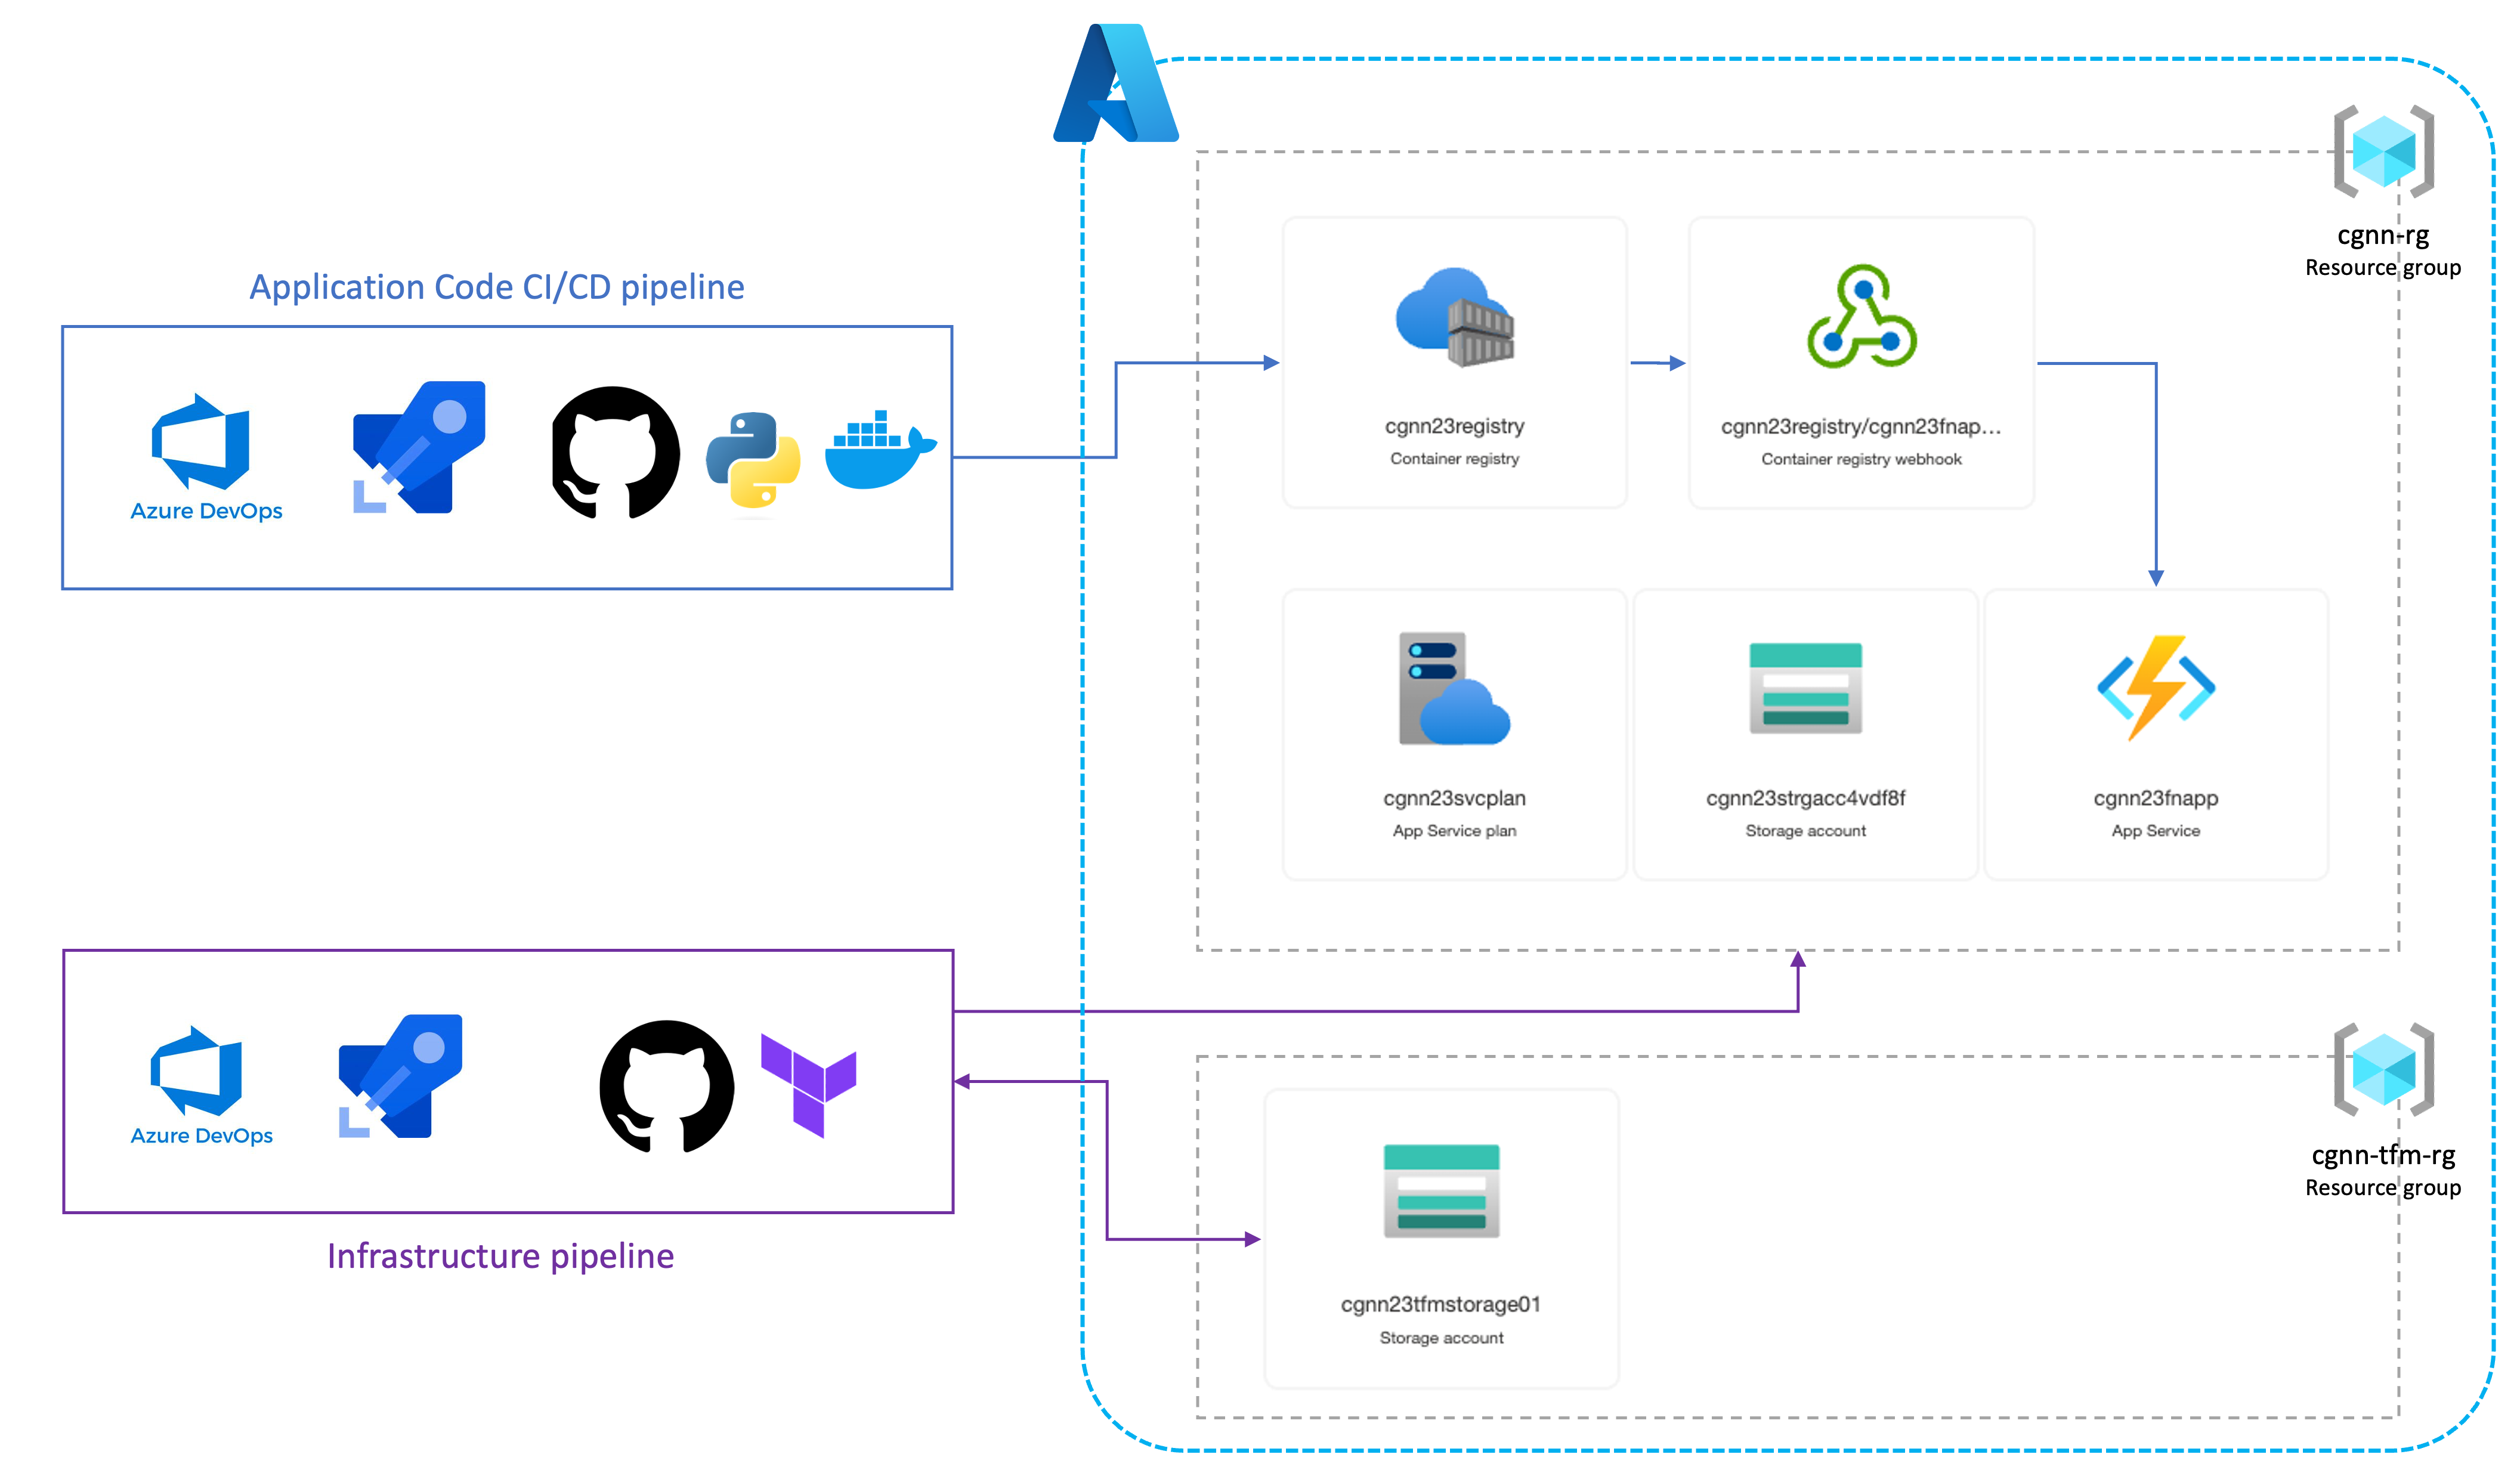 cgnn-rg
Resource group
Application Code CI/CD pipeline
Azure DevOps
cgnn23registry
Container registry
cgnn23registry/cgnn23fnap...
Container registry webhook
cgnn23svcplan
App Service plan
cgnn23strgacc4vdf8f
Storage account
cgnn23fnapp
App Service
Azure DevOps
Infrastructure pipeline
cgnn-tfm-rg
Resource group
cgnn23tfmstorage01
Storage account